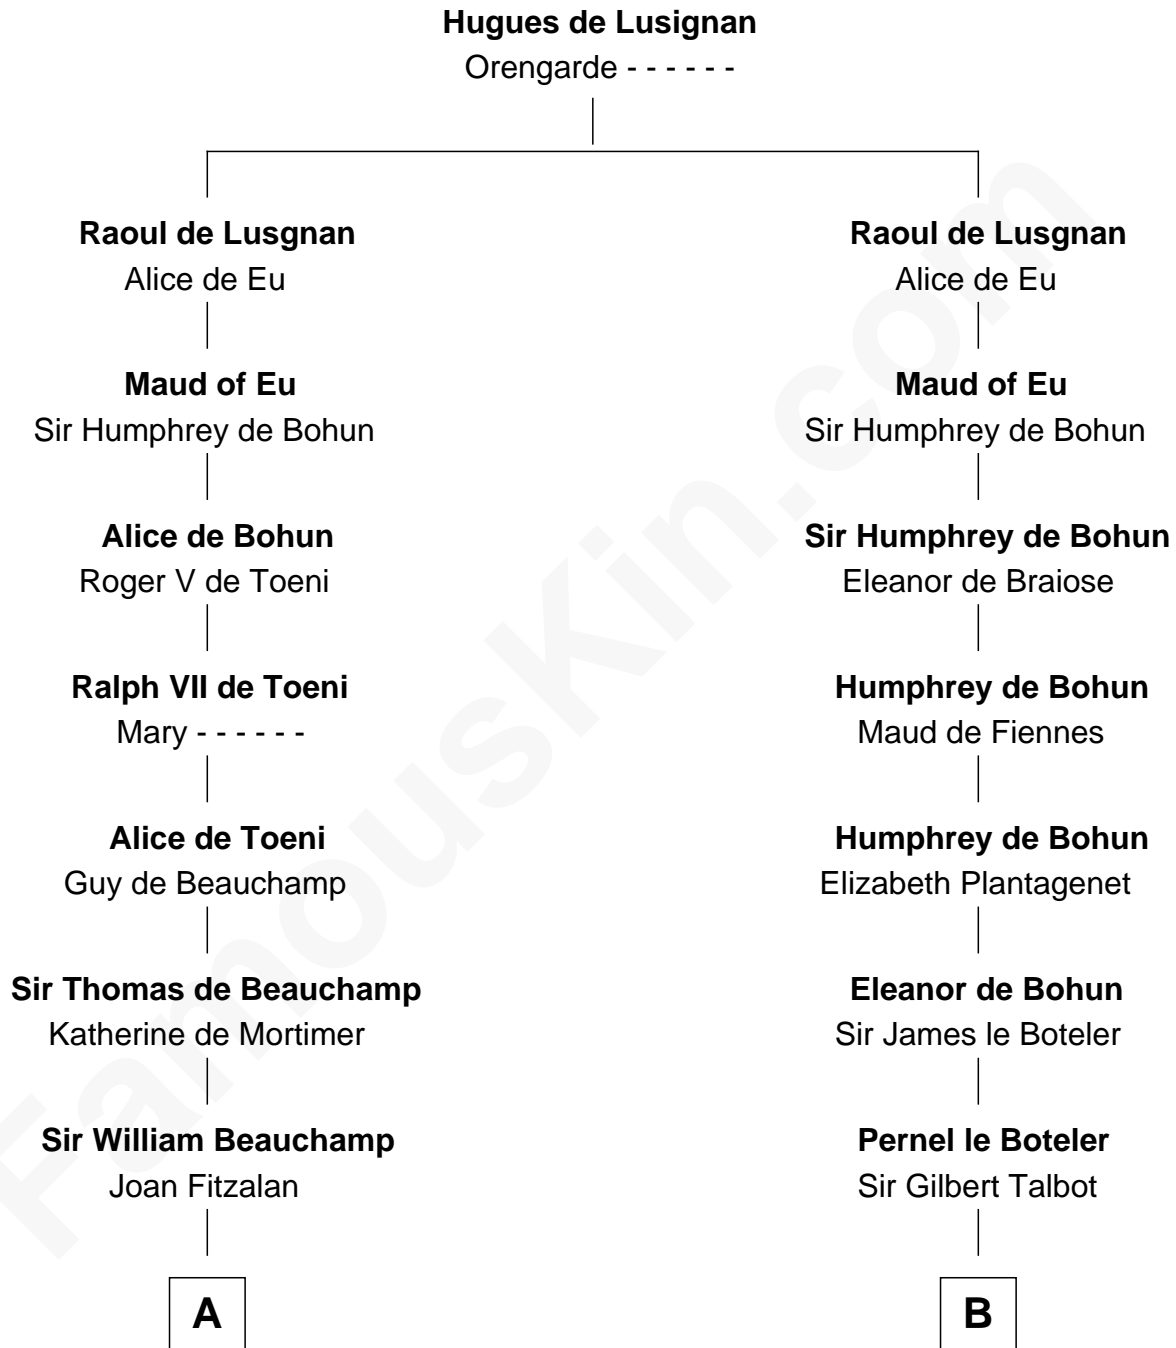 Hugues de Lusignan
Orengarde - - - - - -
Raoul de Lusgnan
Alice de Eu
Raoul de Lusgnan
Alice de Eu
Maud of Eu
Sir Humphrey de Bohun
Maud of Eu
Sir Humphrey de Bohun
Alice de Bohun
Roger V de Toeni
Sir Humphrey de Bohun
Eleanor de Braiose
Ralph VII de Toeni
Mary - - - - - -
Humphrey de Bohun
Maud de Fiennes
Alice de Toeni
Guy de Beauchamp
Humphrey de Bohun
Elizabeth Plantagenet
Sir Thomas de Beauchamp
Katherine de Mortimer
Eleanor de Bohun
Sir James le Boteler
Sir William Beauchamp
Joan Fitzalan
Pernel le Boteler
Sir Gilbert Talbot
A
B
FamousKin.com